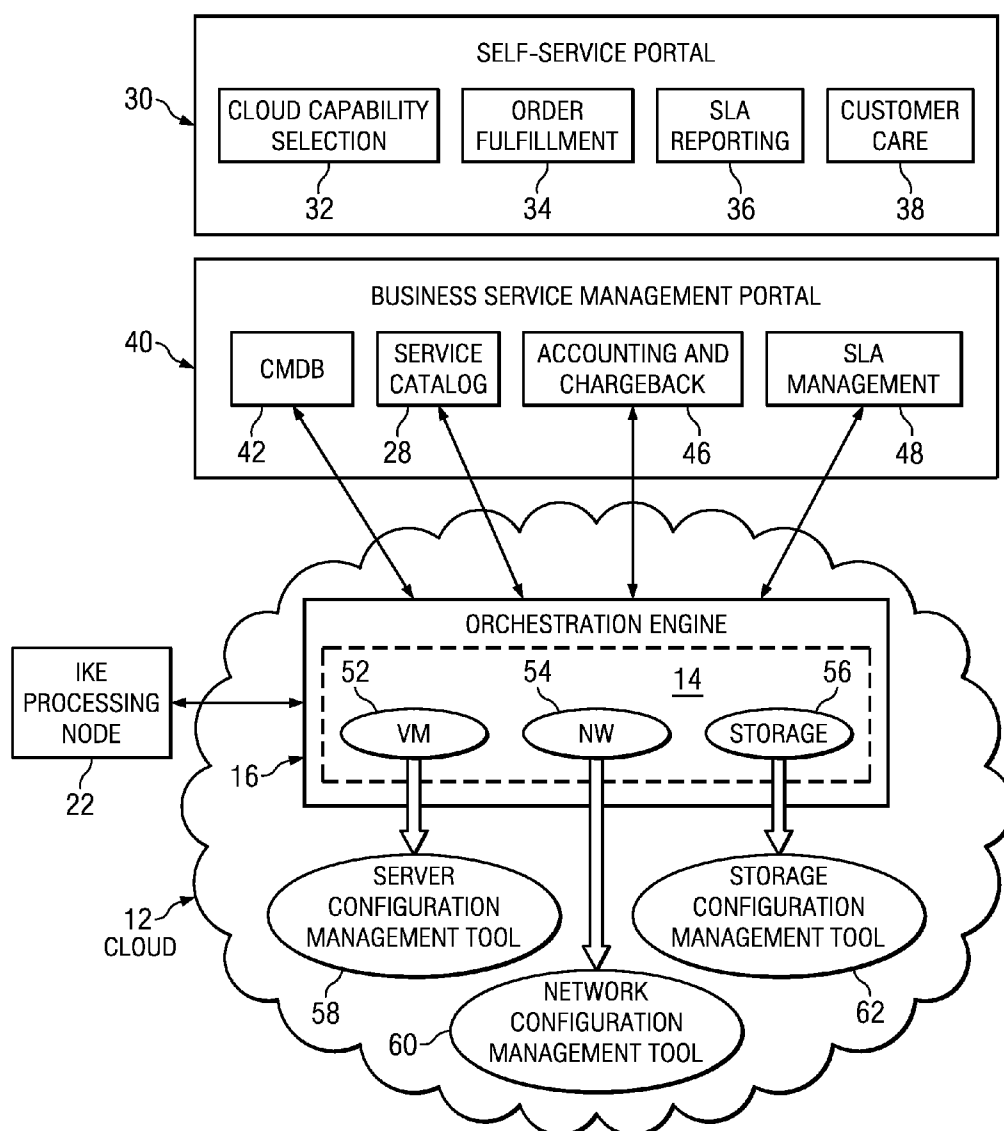 SELF-SERVICE PORTAL
30
CLOUD CAPABILITY
SELECTION
ORDER
FULFILLMENT
SLA
REPORTING
CUSTOMER
CARE
32
34
36
38
BUSINESS SERVICE MANAGEMENT PORTAL
40
CMDB
SERVICE
CATALOG
ACCOUNTING AND
CHARGEBACK
SLA
MANAGEMENT
42
28
46
48
ORCHESTRATION ENGINE
52
54
14
56
IKE
PROCESSING
NODE
VM
NW
STORAGE
22
16
SERVER
CONFIGURATION
MANAGEMENT TOOL
STORAGE
CONFIGURATION
MANAGEMENT TOOL
12
CLOUD
58
62
NETWORK
CONFIGURATION
MANAGEMENT TOOL
60